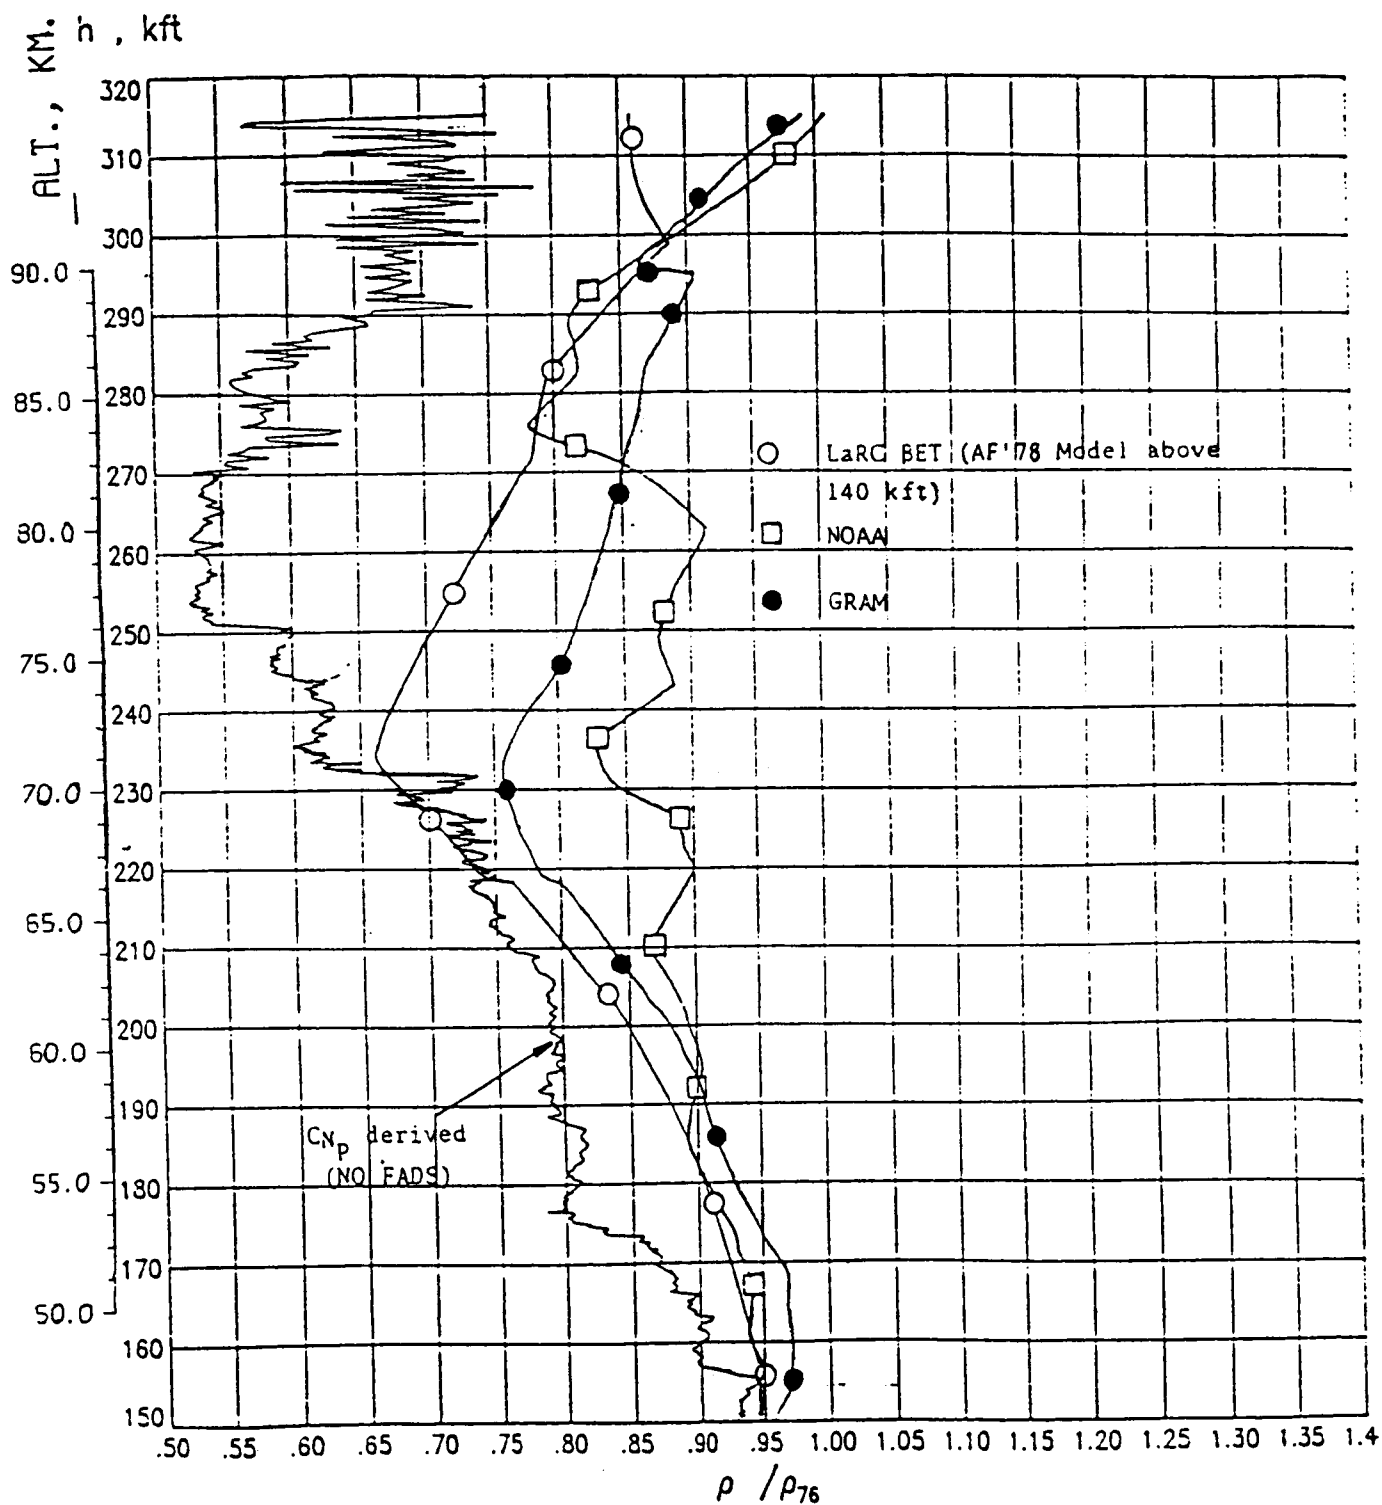 ALT., KM.
h , kft
320
310
300
90.0
290
85.0
280
270
80.0
260
250
75.0
240
70.0
230
220
65.0
210
200
60.0
190
55.0
180
170
50.0
160
150
LaRC BET (AF'78 Model above
140 kft)
NOAA
GRAM
CNP derived
(NO FADS)
.50 .55 .60 .65 .70 .75 .80 .85 .90 .95 1.00 1.05 1.10 1.15 1.20 1.25 1.30 1.35 1.4
ρ /ρ76